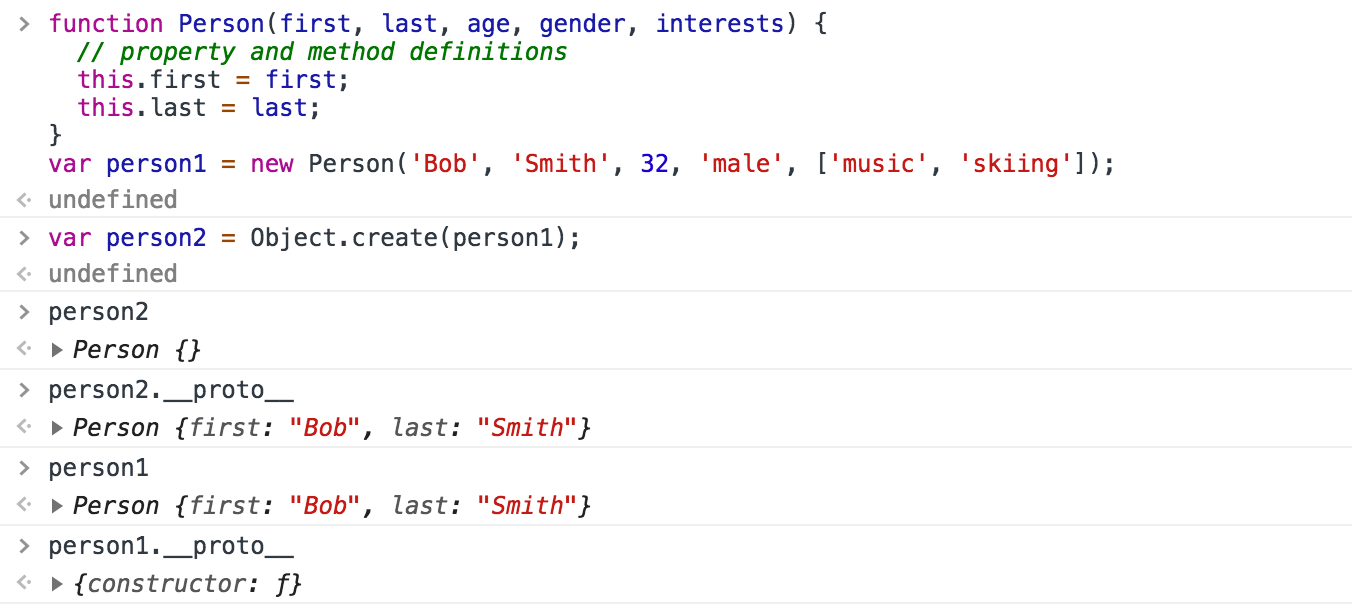 > function Person(first, last, age, gender, interests) {
// property and method definitions
this.first = first;
this.last = last;
}
var person1 = new Person('Bob', 'Smith', 32, 'male', ['music', 'skiing']);
undefined
> var person2 = Object.create(person1);
undefined
> person2
Person {}
> person2.__proto__
Person {first: "Bob", last: "Smith"}
> person1
Person {first: "Bob", last: "Smith"}
> person1.__proto__
{constructor: ƒ}